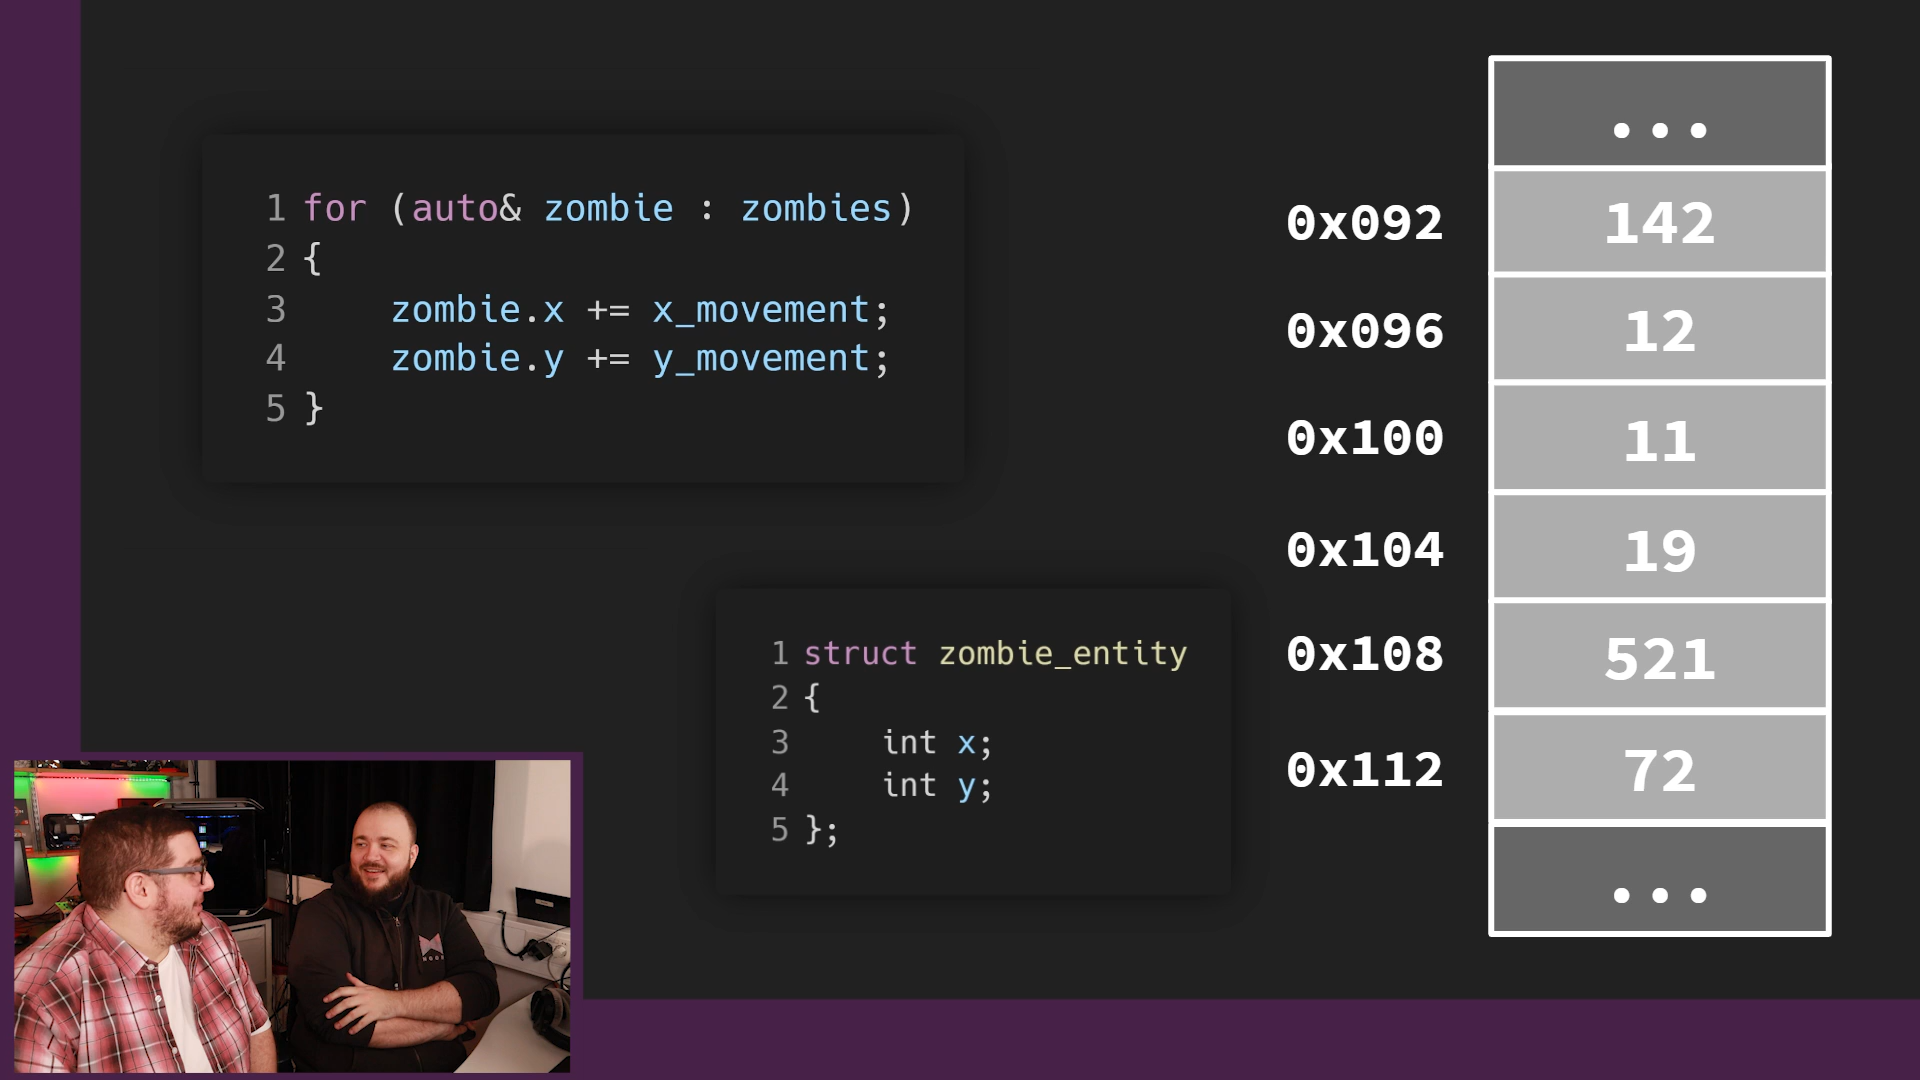 1 for (auto& zombie : zombies)
2 {
3     zombie.x += x_movement;
4     zombie.y += y_movement;
5 }
1 struct zombie_entity
2 {
3     int x;
4     int y;
5 };
...
0x092 142
0x096 12
0x100 11
0x104 19
0x108 521
0x112 72
...